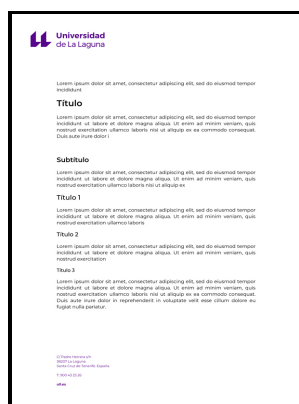 Universidad
de La Laguna
Lorem ipsum dolor sit amet, consectetur adipiscing elit, sed do eiusmod tempor
incididunt
Título
Lorem ipsum dolor sit amet, consectetur adipiscing elit, sed do eiusmod tempor
incididunt ut labore et dolore magna aliqua. Ut enim ad minim veniam, quis
nostrud exercitation ullamco laboris nisi ut aliquip ex ea commodo consequat.
Duis aute irure dolor i
Subtítulo
Lorem ipsum dolor sit amet, consectetur adipiscing elit, sed do eiusmod tempor
incididunt ut labore et dolore magna aliqua. Ut enim ad minim veniam, quis
nostrud exercitation ullamco laboris nisi ut aliquip ex
Título 1
Lorem ipsum dolor sit amet, consectetur adipiscing elit, sed do eiusmod tempor
incididunt ut labore et dolore magna aliqua. Ut enim ad minim veniam, quis
nostrud exercitation ullamco laboris
Título 2
Lorem ipsum dolor sit amet, consectetur adipiscing elit, sed do eiusmod tempor
incididunt ut labore et dolore magna aliqua. Ut enim ad minim veniam, quis
nostrud exercitation
Título 3
Lorem ipsum dolor sit amet, consectetur adipiscing elit, sed do eiusmod tempor
incididunt ut labore et dolore magna aliqua. Ut enim ad minim veniam, quis
nostrud exercitation ullamco laboris nisi ut aliquip ex ea commodo consequat.
Duis aute irure dolor in reprehenderit in voluptate velit esse cillum dolore eu
fugiat nulla pariatur.
C/ Padre Herrera s/n
38207 La Laguna
Santa Cruz de Tenerife. España
ull.es